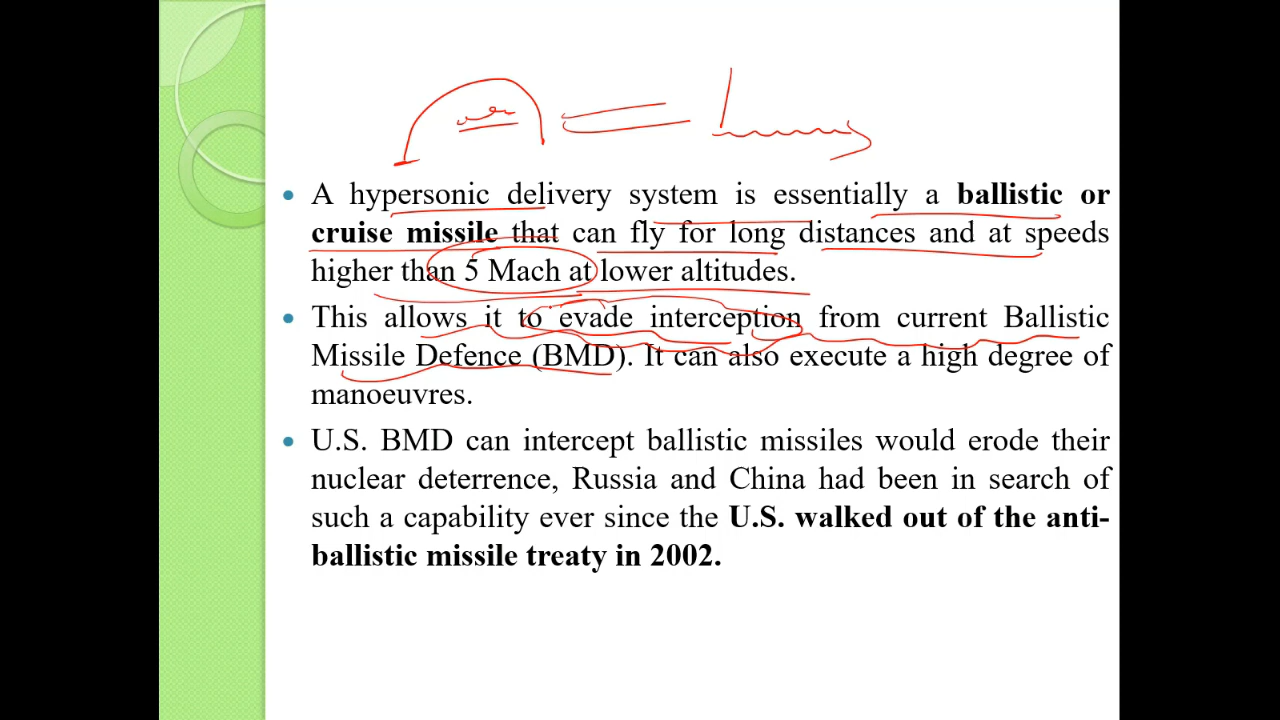 A hypersonic delivery system is essentially a ballistic or
cruise missile that can fly for long distances and at speeds
higher than 5 Mach at lower altitudes.
This allows it to evade interception from current Ballistic
Missile Defence (BMD). It can also execute a high degree of
manoeuvres.
U.S. BMD can intercept ballistic missiles would erode their
nuclear deterrence, Russia and China had been in search of
such a capability ever since the U.S. walked out of the anti-
ballistic missile treaty in 2002.